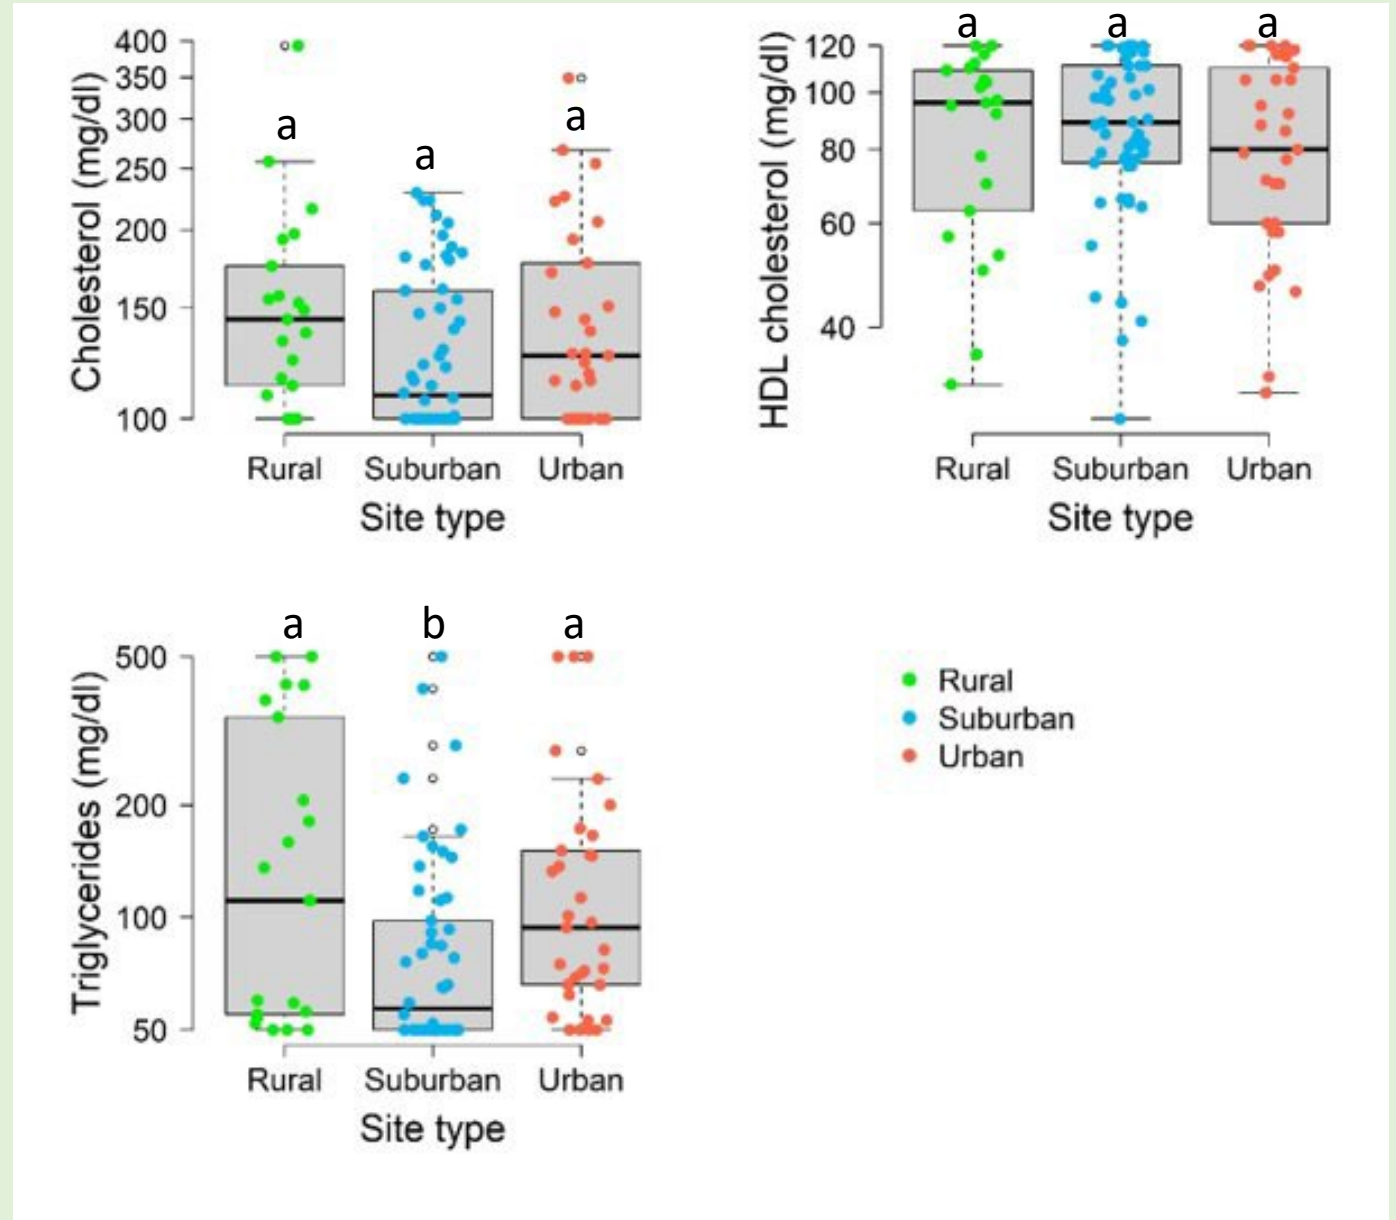 Cholesterol (mg/dl)
400
350
300
250
200
150
100
a
a
a
Rural
Suburban
Urban
Site type
HDL cholesterol (mg/dl)
120
100
80
60
40
a
a
a
Rural
Suburban
Urban
Site type
Triglycerides (mg/dl)
500
200
100
50
a
b
a
Rural
Suburban
Urban
Site type
Rural
Suburban
Urban